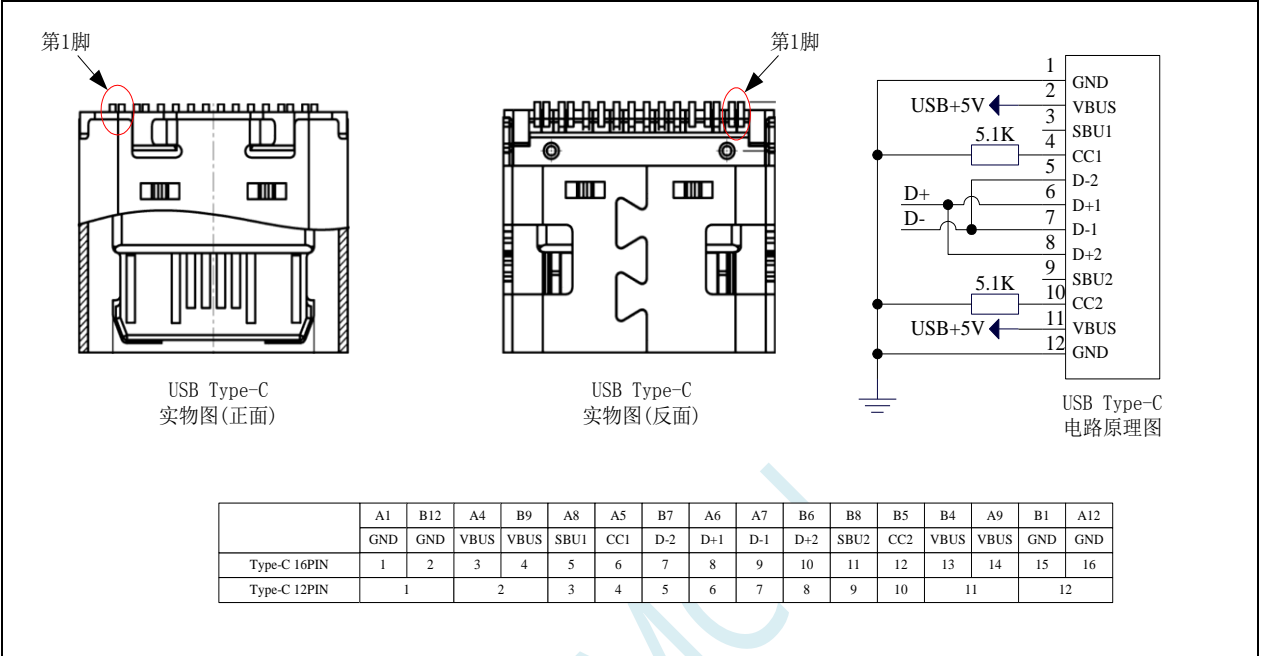 第1脚
第1脚
USB Type-C
实物图(正面)
USB Type-C
实物图(反面)
1
GND
2
USB+5V
VBUS
3
SBU1
5.1K
4
CC1
5
D-2
D+
6
D+1
D-
7
D-1
8
D+2
9
SBU2
5.1K
10
CC2
USB+5V
11
VBUS
12
GND
USB Type-C
电路原理图
A1 B12 A4 B9 A8 A5 B7 A6 A7 B6 B8 B5 B4 A9 B1 A12
GND GND VBUS VBUS SBU1 CC1 D-2 D+1 D-1 D+2 SBU2 CC2 VBUS VBUS GND GND
Type-C 16PIN 1 2 3 4 5 6 7 8 9 10 11 12 13 14 15 16
Type-C 12PIN 1 2 3 4 5 6 7 8 9 10 11 12